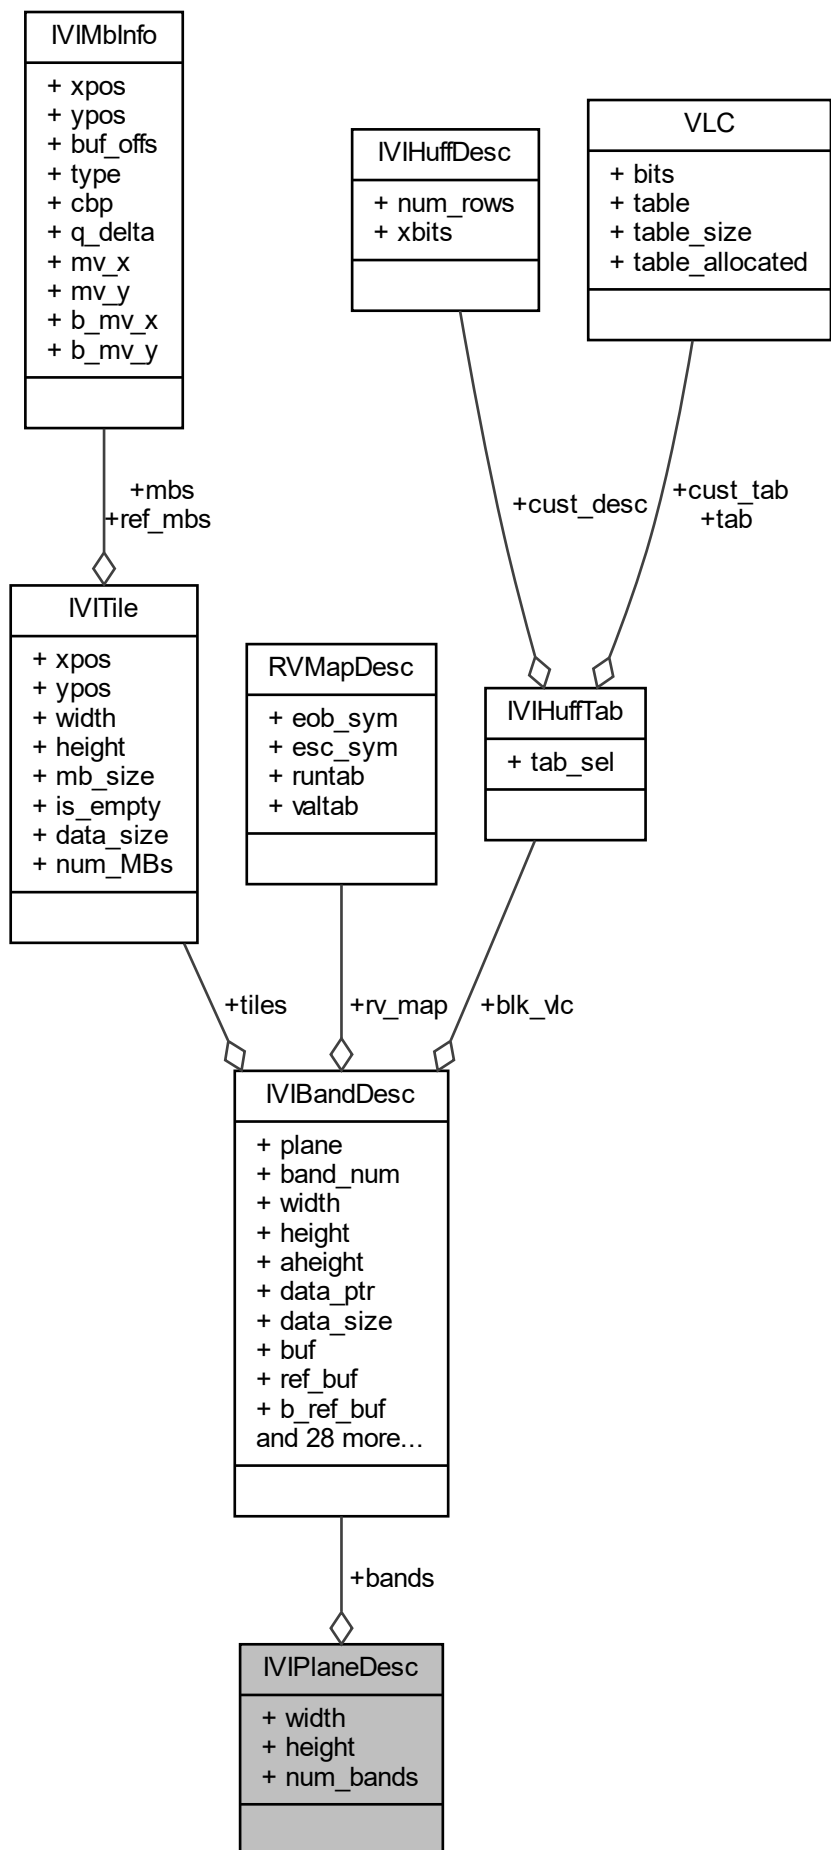 IVIMbInfo
+ xpos
+ ypos
+ buf_offs
+ type
+ cbp
+ q_delta
+ mv_x
+ mv_y
+ b_mv_x
+ b_mv_y
IVIHuffDesc
+ num_rows
+ xbits
VLC
+ bits
+ table
+ table_size
+ table_allocated
+mbs
+ref_mbs
+cust_desc
+cust_tab
+tab
IVITile
+ xpos
+ ypos
+ width
+ height
+ mb_size
+ is_empty
+ data_size
+ num_MBs
RVMapDesc
+ eob_sym
+ esc_sym
+ runtab
+ valtab
IVIHuffTab
+ tab_sel
+tiles
+rv_map
+blk_vlc
IVIBandDesc
+ plane
+ band_num
+ width
+ height
+ aheight
+ data_ptr
+ data_size
+ buf
+ ref_buf
+ b_ref_buf
and 28 more...
+bands
IVIPlaneDesc
+ width
+ height
+ num_bands